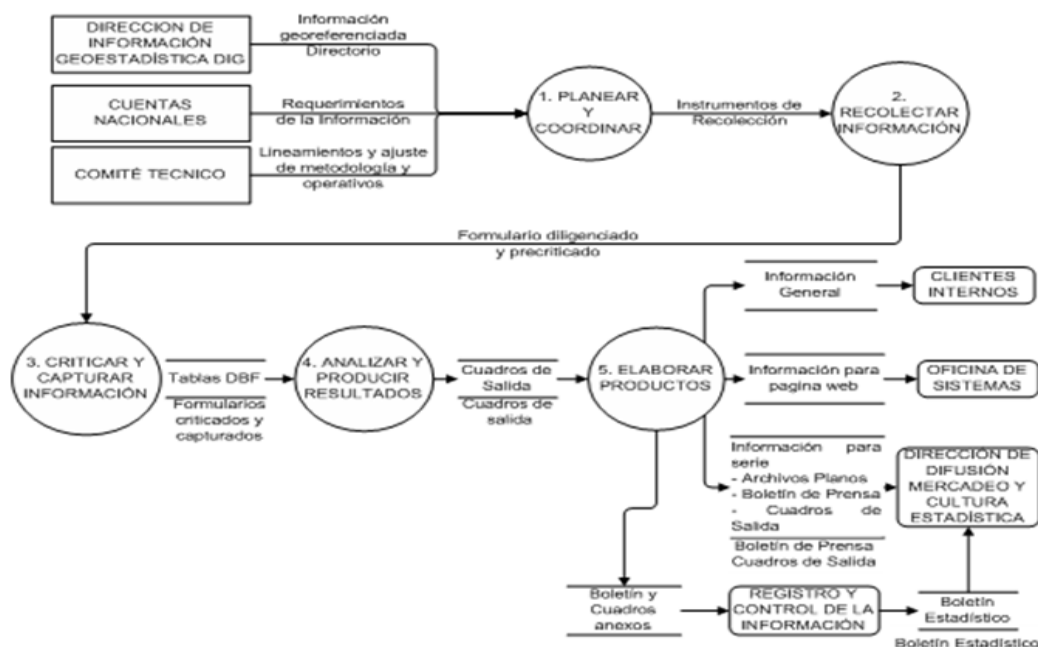 DIRECCION DE
INFORMACIÓN
GEOESTADÍSTICA DIG
Información
georeferenciada
Directorio
CUENTAS
NACIONALES
Requerimientos
de la Información
COMITÉ TECNICO
Lineamientos y ajuste
de metodología y
operativos
1. PLANEAR
Y
COORDINAR
Instrumentos de
Recolección
2.
RECOLECTAR
INFORMACIÓN
Formulario diligenciado
y precriticado
3. CRITICAR Y
CAPTURAR
INFORMACIÓN
Tablas DBF
Formularios
criticados y
capturados
4. ANALIZAR Y
PRODUCIR
RESULTADOS
Cuadros de
Salida
Cuadros de
salida
5. ELABORAR
PRODUCTOS
Información
General
CLIENTES
INTERNOS
Información para
pagina web
OFICINA DE
SISTEMAS
Información para
serie
- Archivos Planos
- Boletín de Prensa
- Cuadros de
Salida
Boletín de Prensa
Cuadros de Salida
DIRECCIÓN DE
DIFUSIÓN
MERCADEO Y
CULTURA
ESTADÍSTICA
Boletín y
Cuadros
anexos
REGISTRO Y
CONTROL DE LA
INFORMACIÓN
Boletín
Estadístico
Boletín Estadístico